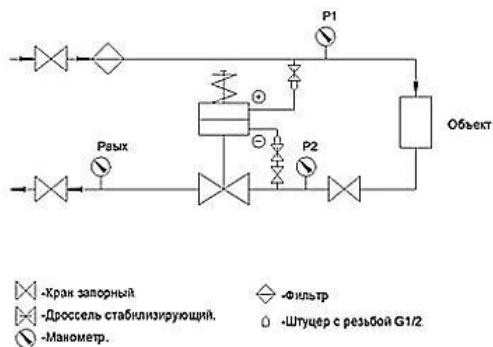 P1
+
Объект
−
P2
Рвых
-Кран запорный.
-Дроссель стабилизирующий.
-Манометр.
-Фильтр
-Штуцер с резьбой G1/2